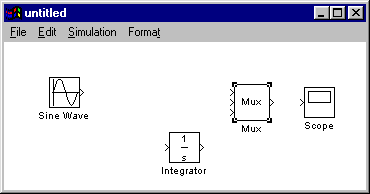 untitled
File Edit Simulation Format
Mux
Sine Wave
Mux
Scope
1
s
Integrator